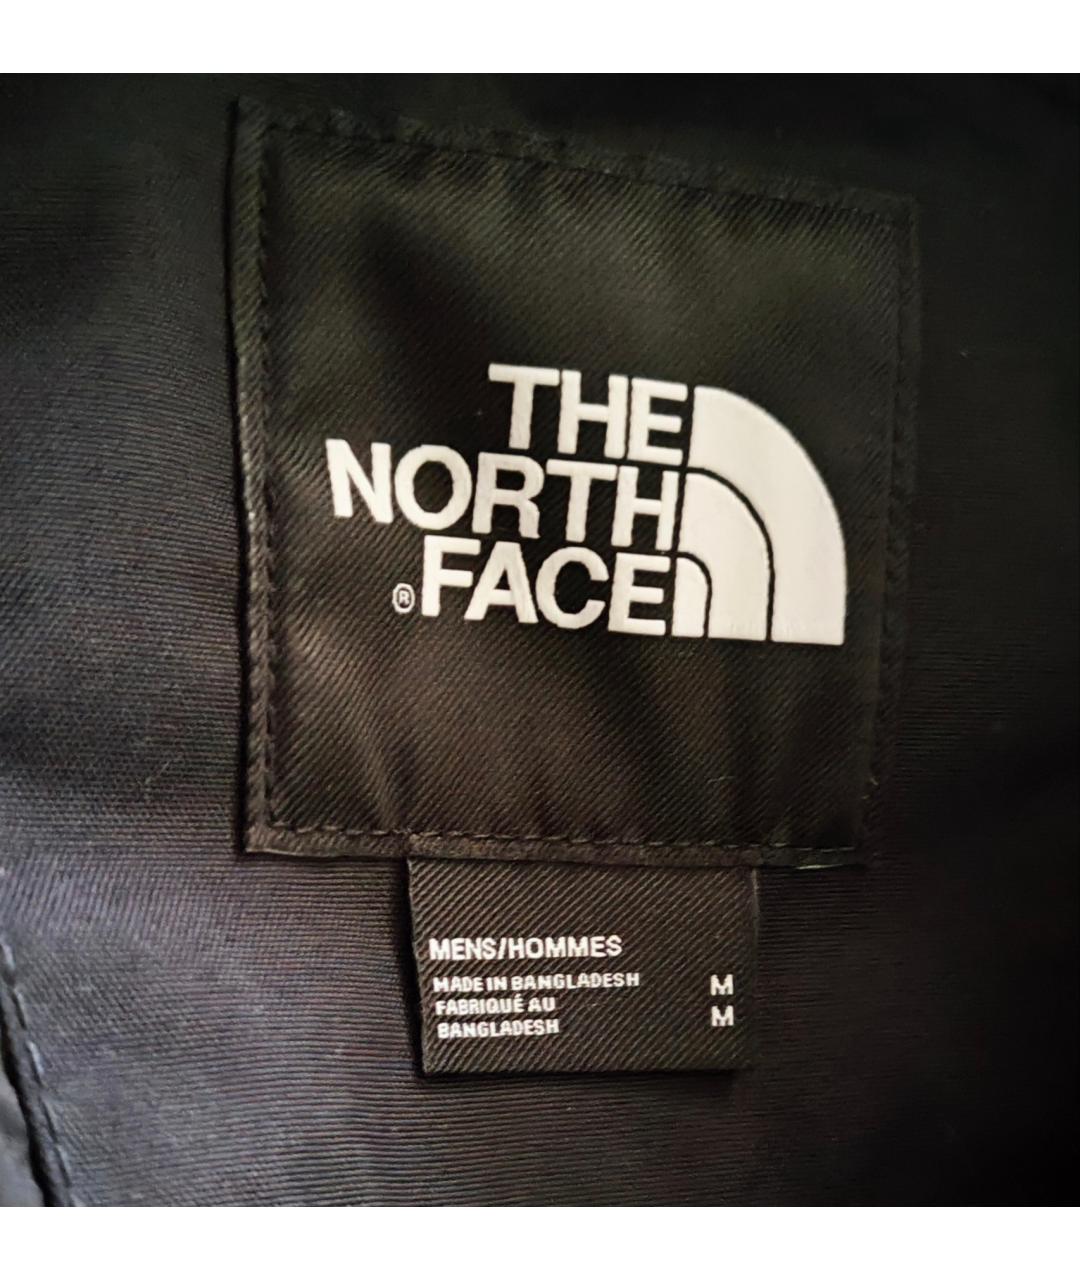 THE
NORTH
® FACE
MENS/HOMMES
MADE IN BANGLADESH M
FABRIQUÉ AU M
BANGLADESH